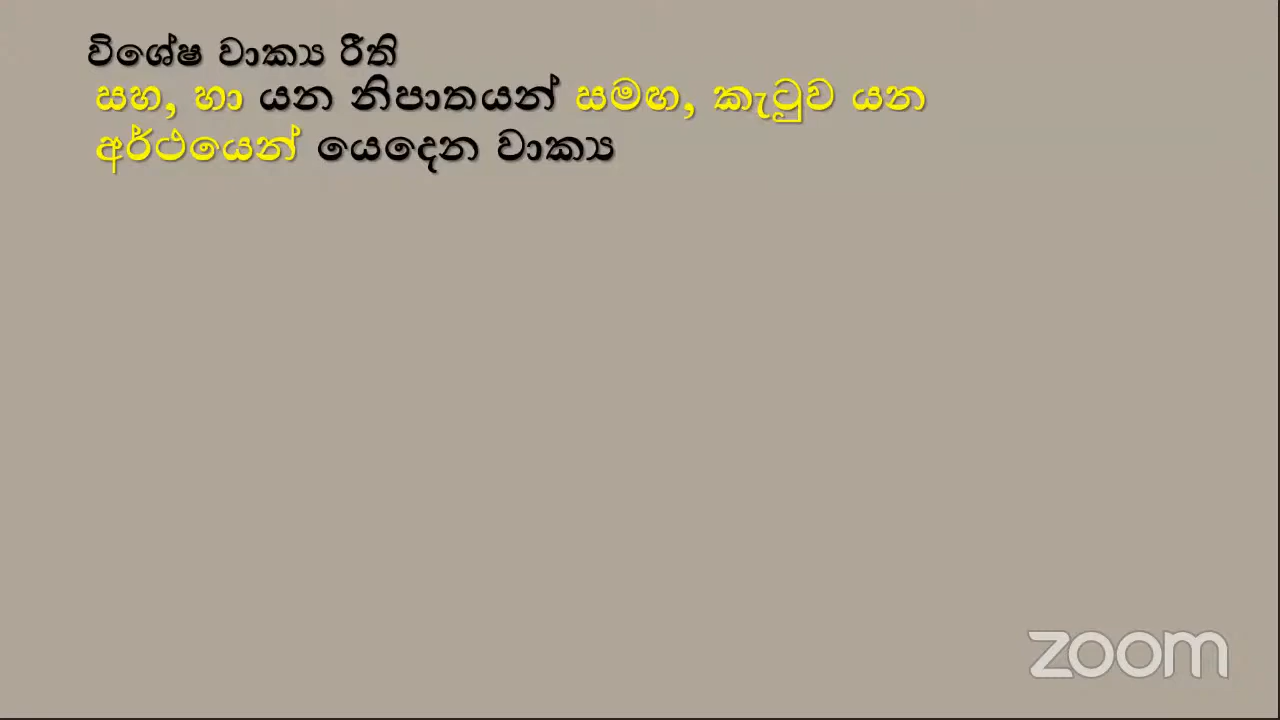 විශේෂ වාක්‍ය රීති
සහ, හා යන නිපාතයන් සමඟ, කැටුව යන
අර්ථයෙන් යෙදෙන වාක්‍ය
zoom